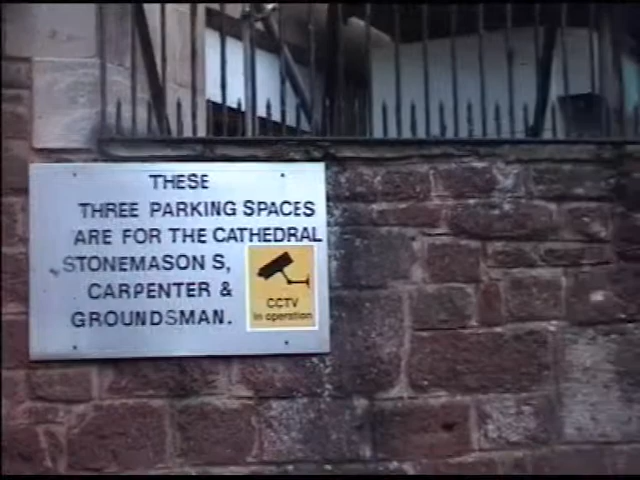 THESE
THREE PARKING SPACES
ARE FOR THE CATHEDRAL
STONEMASON S,
CARPENTER &
GROUNDSMAN.
CCTV
in operation